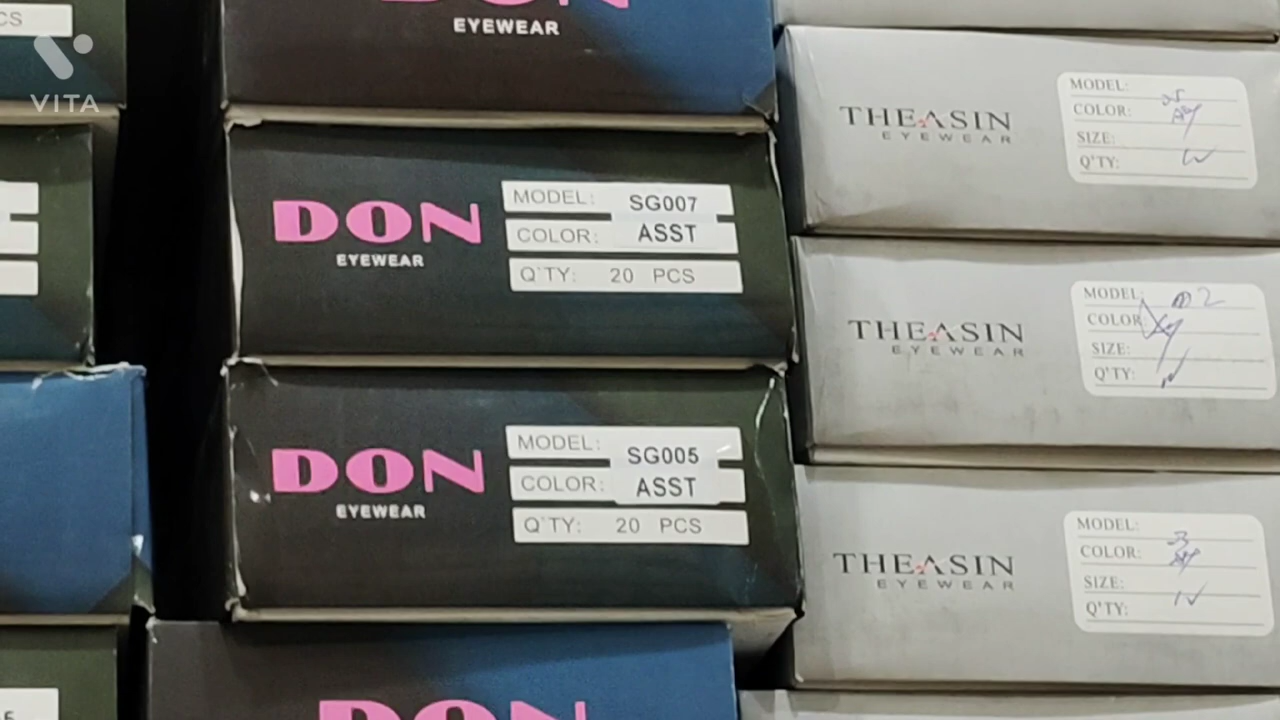 CS
VITA
DON
EYEWEAR
DON
EYEWEAR
MODEL: SG007
COLOR: ASST
Q'TY: 20 PCS
DON
EYEWEAR
MODEL: SG005
COLOR: ASST
Q'TY: 20 PCS
DON
THEASIN
EYEWEAR
MODEL:
COLOR:
SIZE:
Q'TY:
THEASIN
EYEWEAR
MODEL:
COLOR:
SIZE:
Q'TY:
THEASIN
EYEWEAR
MODEL:
COLOR:
SIZE:
Q'TY: